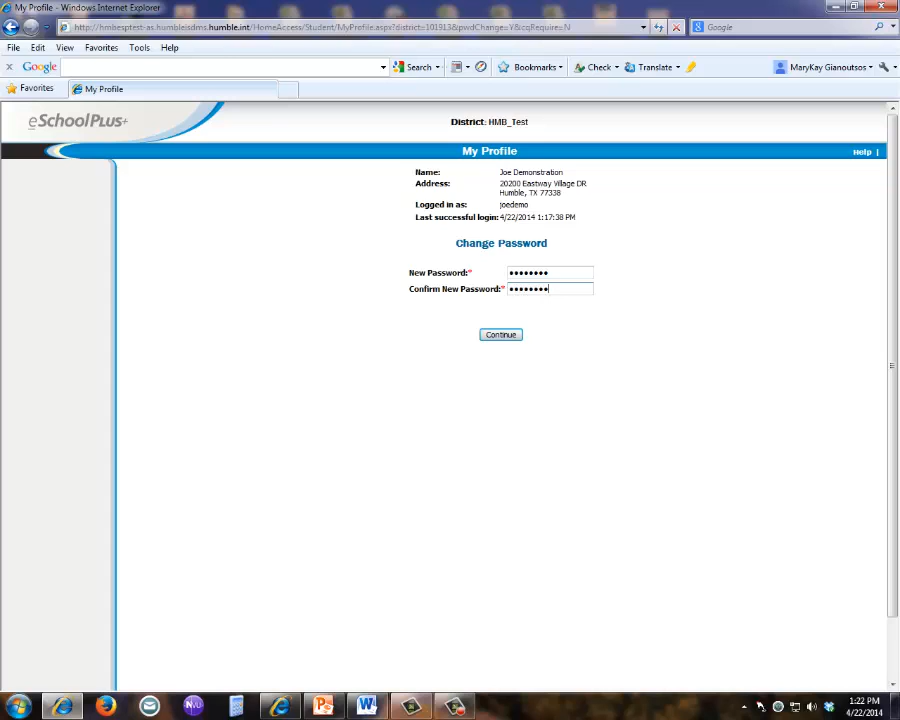 My Profile - Windows Internet Explorer
http://hmbesptest-as.humbleisdms.humble.int/HomeAccess/Student/MyProfile.aspx?district=101913&pwdChange=Y&cqRequire=N
Google
File Edit View Favorites Tools Help
x Google Search Bookmarks Check Translate MaryKay Gianoutsos
Favorites My Profile
eSchoolPLUS+
District: HMB_Test
My Profile
Help |
Name: Joe Demonstration
Address: 20200 Eastway Village DR
Humble, TX 77338
Logged in as: joedemo
Last successful login: 4/22/2014 1:17:38 PM
Change Password
New Password:* ••••••••
Confirm New Password:* ••••••••
Continue
1:22 PM
4/22/2014